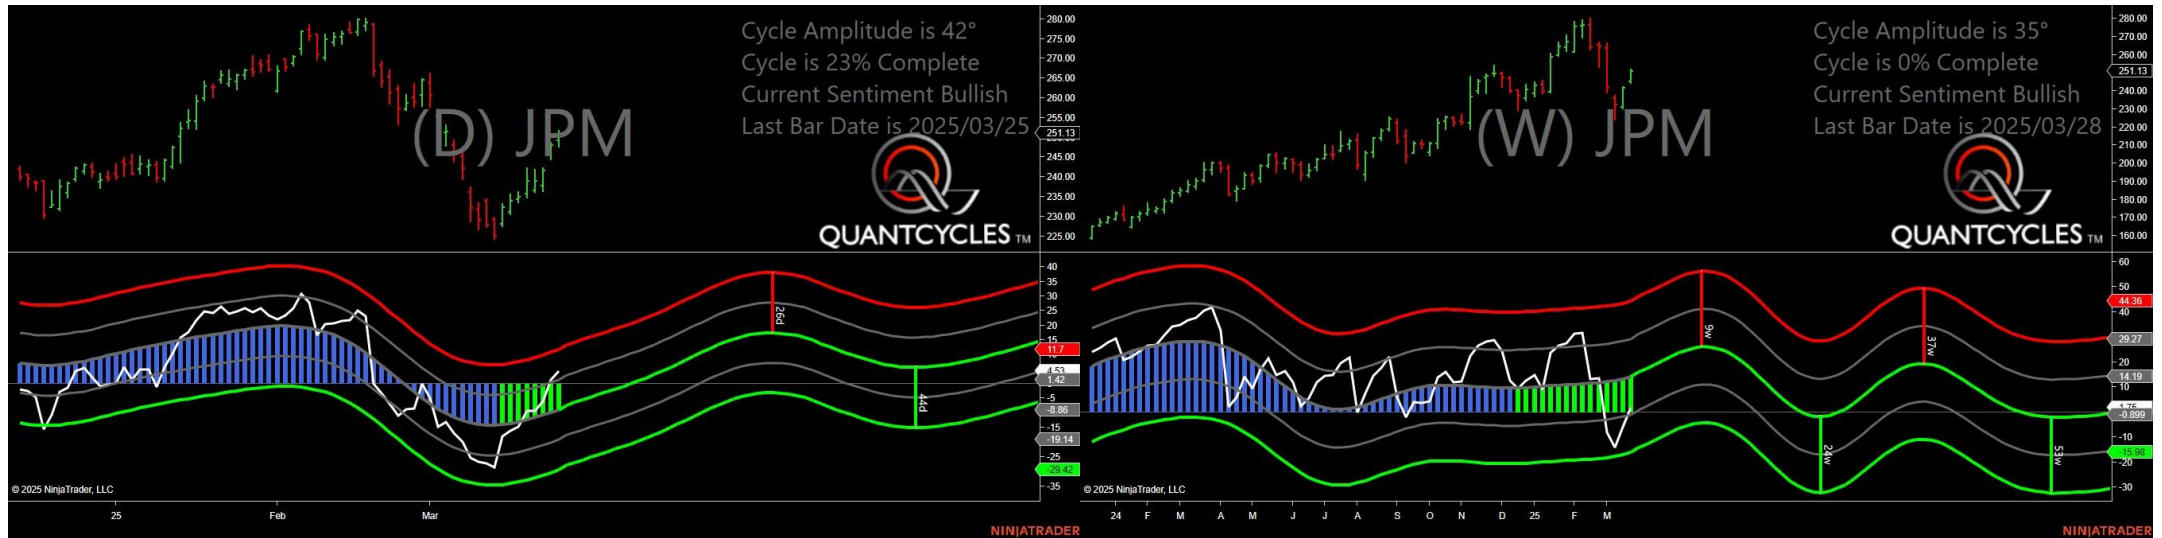 Cycle Amplitude is 42°
Cycle is 23% Complete
Current Sentiment Bullish
Last Bar Date is 2025/03/25
(D) JPM
QUANTCYCLES TM
280.00
275.00
270.00
265.00
260.00
255.00
251.13
245.00
240.00
235.00
230.00
225.00
40
35
30
25
20
15
11.7
4.53
1.42
-5
-8.86
-15
-19.14
-25
-29.42
-35
26d
44d
© 2025 NinjaTrader, LLC
25 Feb Mar
NINJATRADER
Cycle Amplitude is 35°
Cycle is 0% Complete
Current Sentiment Bullish
Last Bar Date is 2025/03/28
(W) JPM
QUANTCYCLES TM
280.00
270.00
260.00
251.13
240.00
230.00
220.00
210.00
200.00
190.00
180.00
170.00
160.00
60
50
44.36
40
29.27
20
14.19
10
1.75
-0.899
-10
-15.98
-20
-30
9w
24w
37w
53w
© 2025 NinjaTrader, LLC
24 F M A M J J A S O N D 25 F M
NINJATRADER